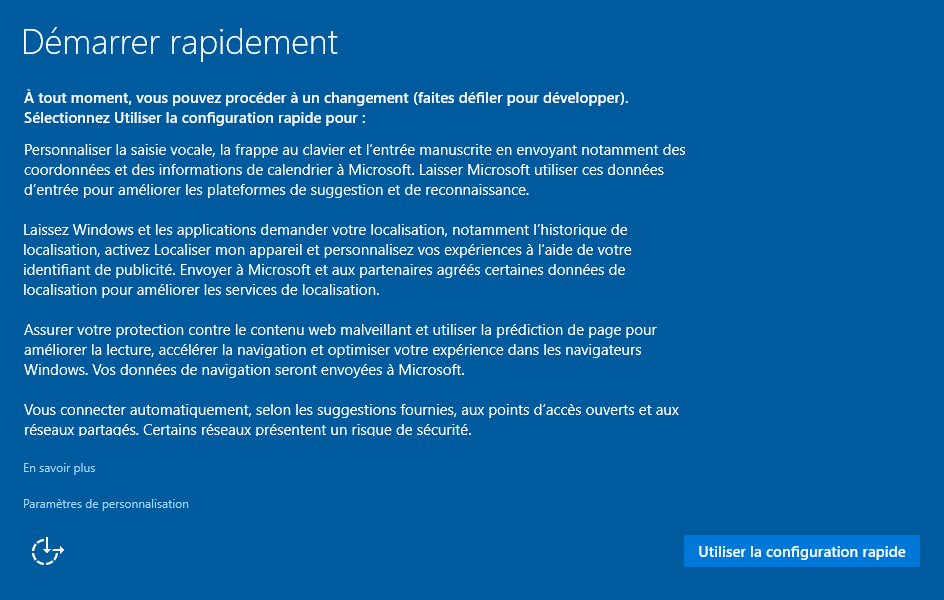 Démarrer rapidement
À tout moment, vous pouvez procéder à un changement (faites défiler pour développer).
Sélectionnez Utiliser la configuration rapide pour :
Personnaliser la saisie vocale, la frappe au clavier et l’entrée manuscrite en envoyant notamment des
coordonnées et des informations de calendrier à Microsoft. Laisser Microsoft utiliser ces données
d’entrée pour améliorer les plateformes de suggestion et de reconnaissance.
Laissez Windows et les applications demander votre localisation, notamment l’historique de
localisation, activez Localiser mon appareil et personnalisez vos expériences à l’aide de votre
identifiant de publicité. Envoyer à Microsoft et aux partenaires agréés certaines données de
localisation pour améliorer les services de localisation.
Assurer votre protection contre le contenu web malveillant et utiliser la prédiction de page pour
améliorer la lecture, accélérer la navigation et optimiser votre expérience dans les navigateurs
Windows. Vos données de navigation seront envoyées à Microsoft.
Vous connecter automatiquement, selon les suggestions fournies, aux points d’accès ouverts et aux
réseaux partagés. Certains réseaux présentent un risque de sécurité.
En savoir plus
Paramètres de personnalisation
Utiliser la configuration rapide